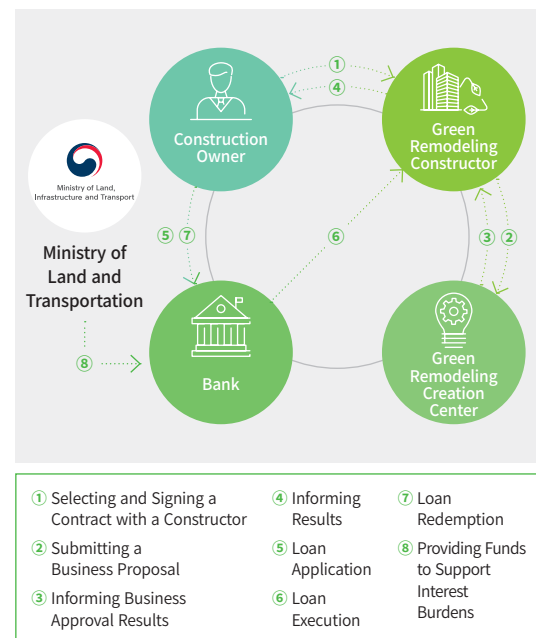 ①
④
Construction
Owner
Green
Remodeling
Constructor
Ministry of Land,
Infrastructure and Transport
Ministry of
Land and
Transportation
⑤ ⑦
⑥
③ ②
⑧
Bank
Green
Remodeling
Creation
Center
① Selecting and Signing a
Contract with a Constructor
② Submitting a
Business Proposal
③ Informing Business
Approval Results
④ Informing
Results
⑤ Loan
Application
⑥ Loan
Execution
⑦ Loan
Redemption
⑧ Providing Funds
to Support
Interest
Burdens